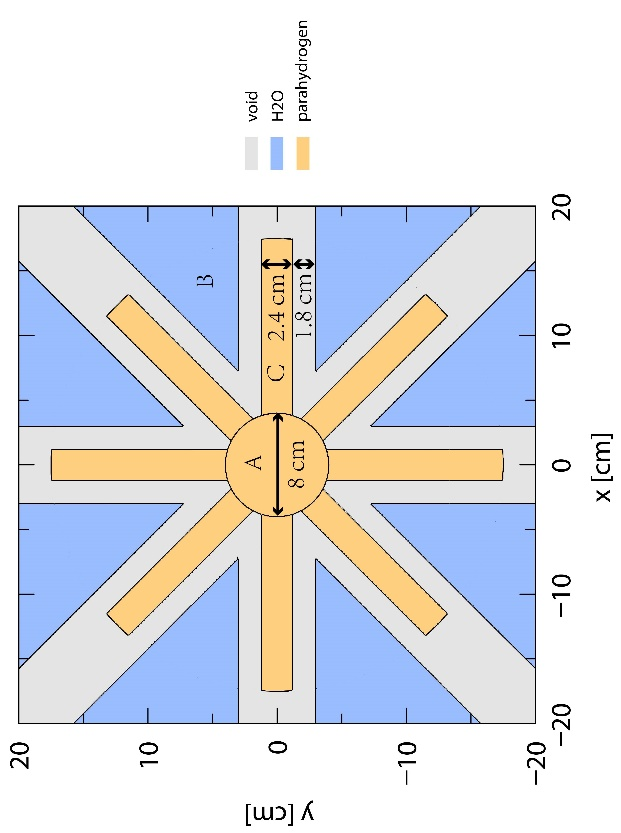 void
H2O
parahydrogen
20
10
0
−10
−20
y [cm]
B
A
C
2.4 cm
1.8 cm
8 cm
−20
−10
0
10
20
x [cm]